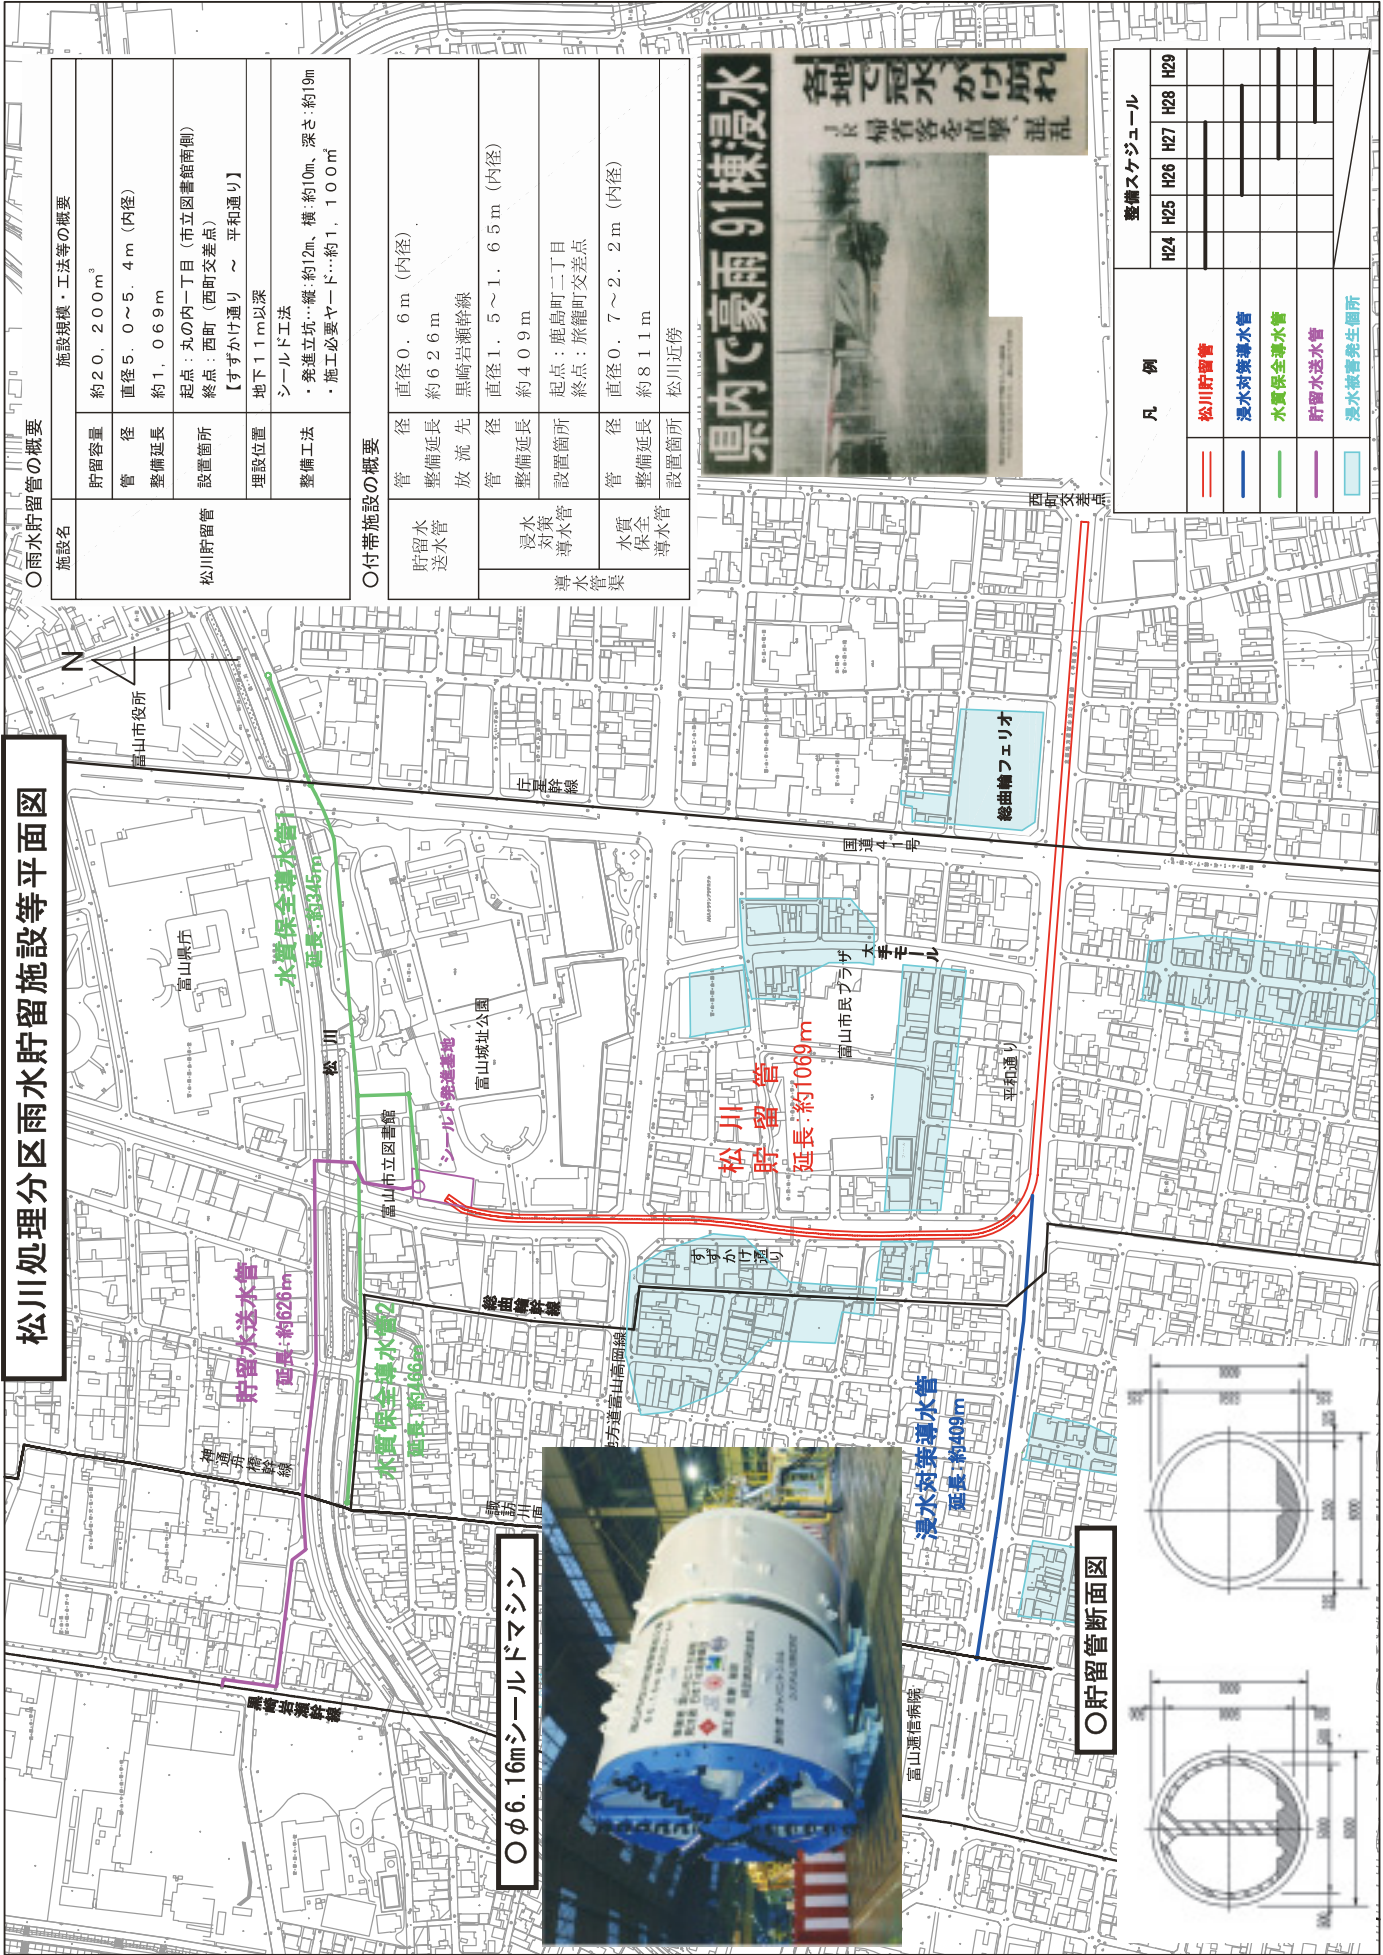 松川処理分区雨水貯留施設等平面図
〇雨水貯留管の概要
施設名
施設規模・工法等の概要
松川貯留管
貯留容量
約20,200m³
管　径
直径5.0～5.4m(内径)
整備延長
約1,069m
設置箇所
起点：丸の内一丁目(市立図書館南側)
終点：西町(西町交差点)
【すずかけ通り ～ 平和通り】
埋設位置
地下11m以深
整備工法
シールド工法
・発進立坑…縦:約12m、横:約10m、深さ:約19m
・施工必要ヤード…約1,100㎡
〇付帯施設の概要
貯留水送水管
管　径
直径0.6m(内径)
整備延長
約626m
放流先
黒崎岩瀬幹線
導水管渠
浸水対策導水管
管　径
直径1.5～1.65m(内径)
整備延長
約409m
設置箇所
起点：鹿島町二丁目
終点：旅籠町交差点
水質保全導水管
管　径
直径0.7～2.2m(内径)
整備延長
約811m
設置箇所
松川近傍
県内で豪雨91棟浸水
各地で冠水、がけ崩れ
JR
帰省客を直撃、混乱
凡　例
整備スケジュール
H24 H25 H26 H27 H28 H29
松川貯留管
浸水対策導水管
水質保全導水管
貯留水送水管
浸水被害発生個所
N
富山市役所
富山県庁
水質保全導水管1
延長:約345m
松川
富山市立図書館
シールド発進基地
富山城址公園
牛島幹線
国道41号
総曲輪フェリオ
西町交差点
大手モール
富山市民プラザ
松川
貯留管
延長:約1069m
平和通り
すずかけ通り
総曲輪幹線
貯留水送水管
延長:約626m
水質保全導水管2
延長:約466m
神通舟橋幹線
黒崎岩瀬幹線
浸水対策導水管
延長:約409m
富山逓信病院
〇φ6.16mシールドマシン
〇貯留管断面図